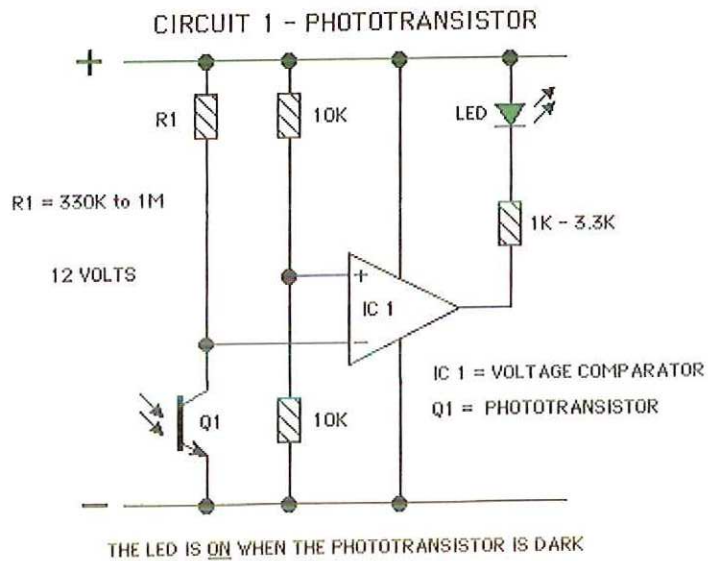 CIRCUIT 1 - PHOTOTRANSISTOR
+
R1
10K
LED
R1 = 330K to 1M
1K - 3.3K
12 VOLTS
+
IC 1
−
IC 1 = VOLTAGE COMPARATOR
Q1 = PHOTOTRANSISTOR
Q1
10K
−
THE LED IS ON WHEN THE PHOTOTRANSISTOR IS DARK